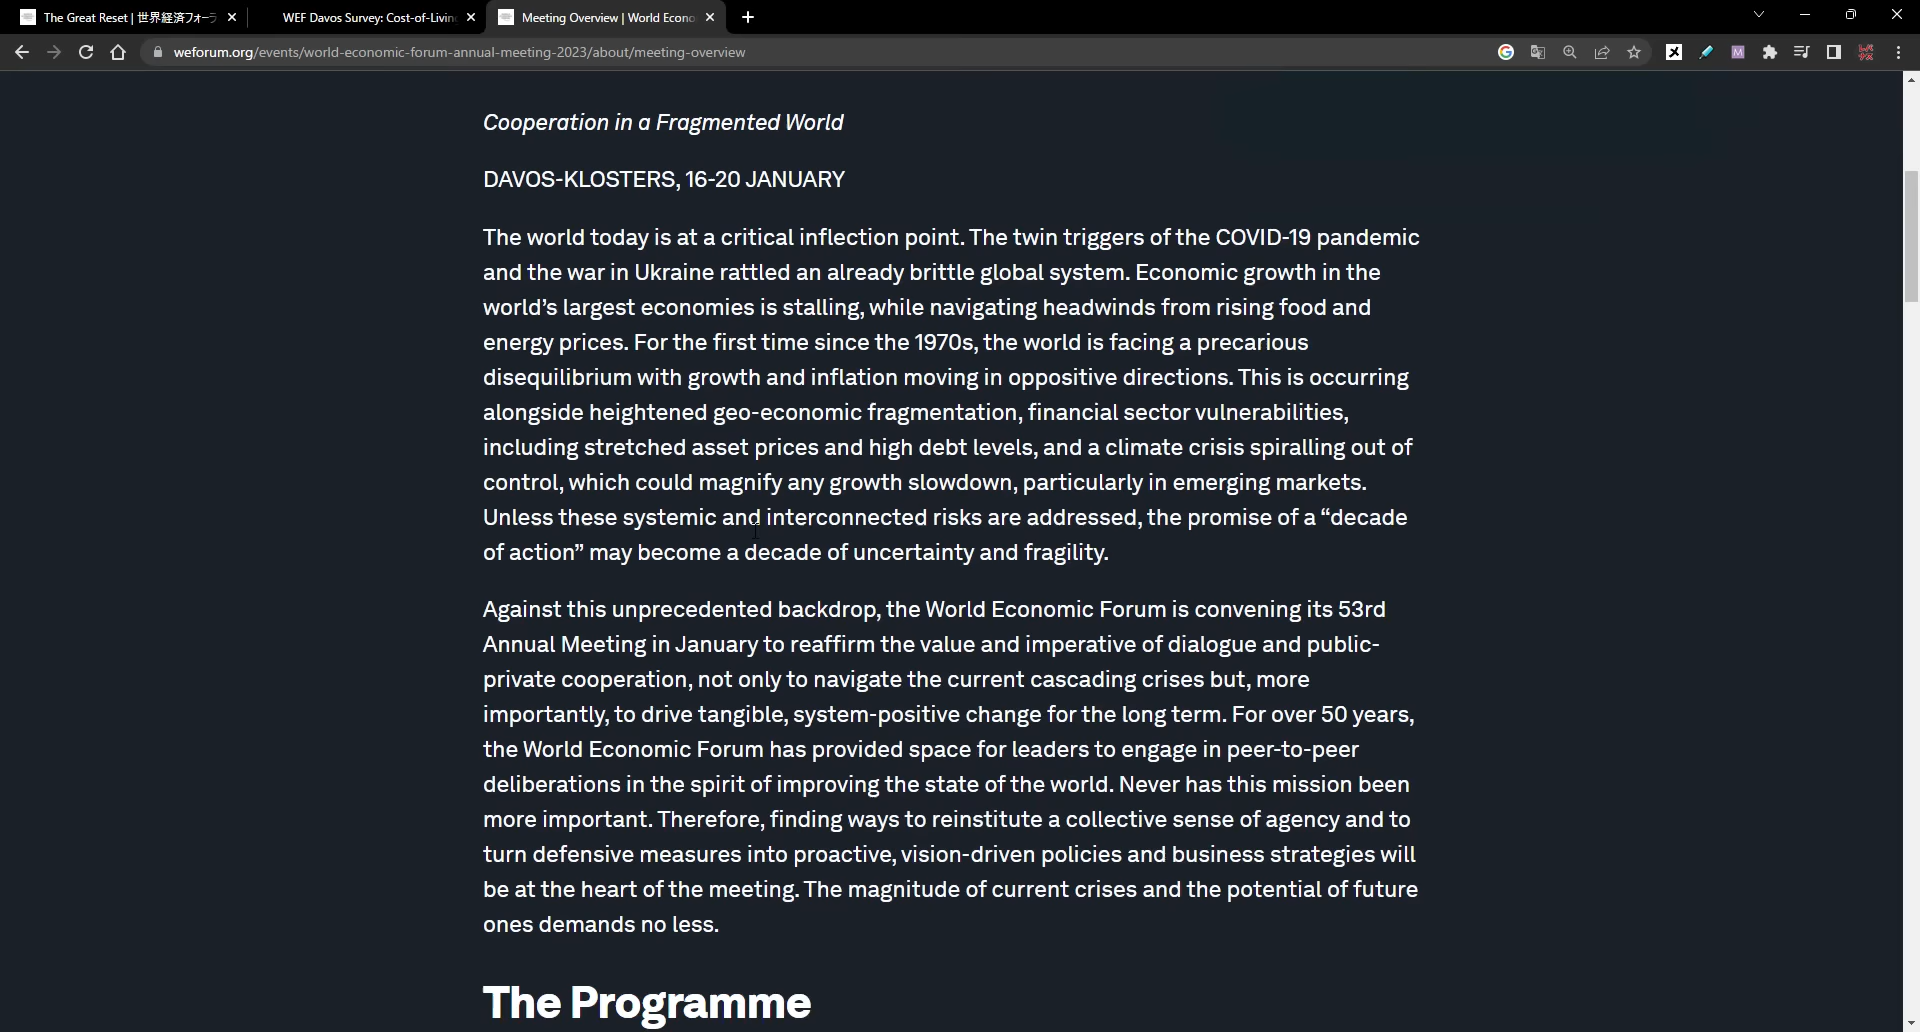 The Great Reset | 世界経済フォーラ
WEF Davos Survey: Cost-of-Livin
Meeting Overview | World Econo
weforum.org/events/world-economic-forum-annual-meeting-2023/about/meeting-overview
Cooperation in a Fragmented World
DAVOS-KLOSTERS, 16-20 JANUARY
The world today is at a critical inflection point. The twin triggers of the COVID-19 pandemic
and the war in Ukraine rattled an already brittle global system. Economic growth in the
world’s largest economies is stalling, while navigating headwinds from rising food and
energy prices. For the first time since the 1970s, the world is facing a precarious
disequilibrium with growth and inflation moving in oppositive directions. This is occurring
alongside heightened geo-economic fragmentation, financial sector vulnerabilities,
including stretched asset prices and high debt levels, and a climate crisis spiralling out of
control, which could magnify any growth slowdown, particularly in emerging markets.
Unless these systemic and interconnected risks are addressed, the promise of a “decade
of action” may become a decade of uncertainty and fragility.
Against this unprecedented backdrop, the World Economic Forum is convening its 53rd
Annual Meeting in January to reaffirm the value and imperative of dialogue and public-
private cooperation, not only to navigate the current cascading crises but, more
importantly, to drive tangible, system-positive change for the long term. For over 50 years,
the World Economic Forum has provided space for leaders to engage in peer-to-peer
deliberations in the spirit of improving the state of the world. Never has this mission been
more important. Therefore, finding ways to reinstitute a collective sense of agency and to
turn defensive measures into proactive, vision-driven policies and business strategies will
be at the heart of the meeting. The magnitude of current crises and the potential of future
ones demands no less.
The Programme